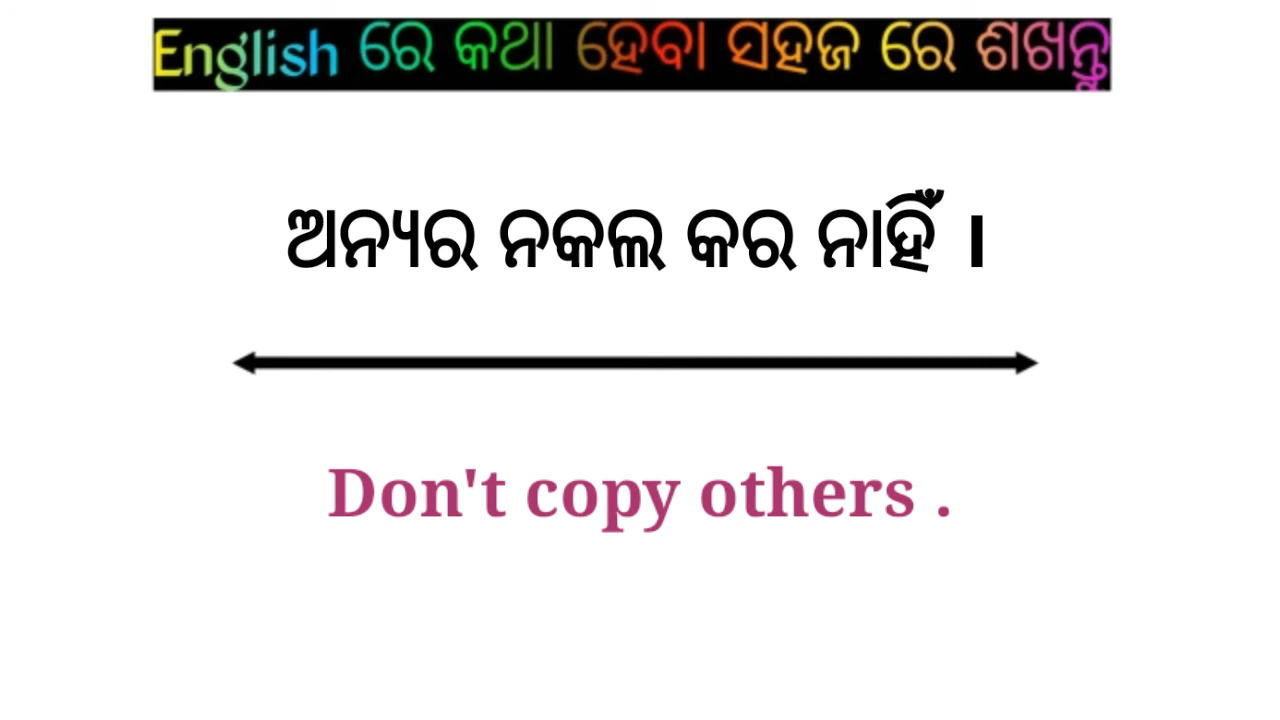 English ରେ କଥା ହେବା ସହଜ ରେ ଶିଖନ୍ତୁ
ଅନ୍ୟର ନକଲ କର ନାହିଁ ।
Don't copy others .